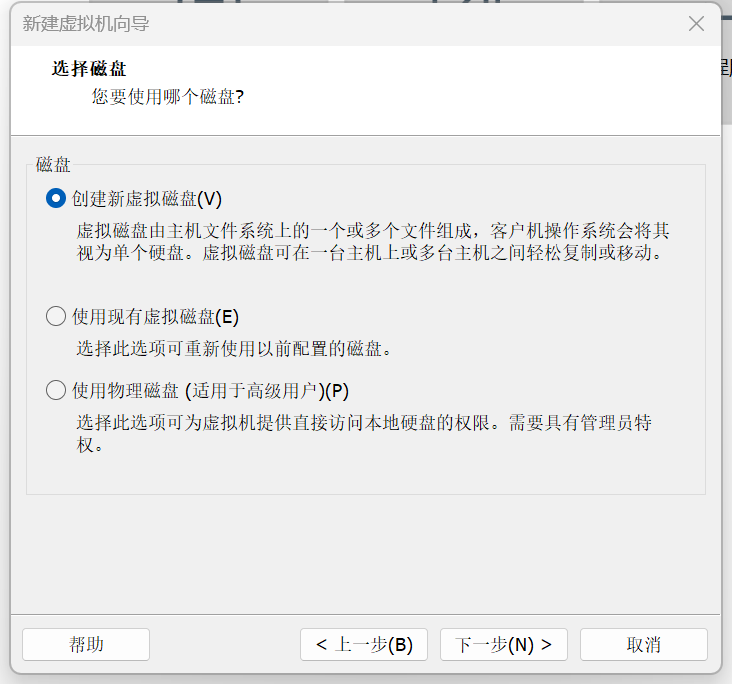 新建虚拟机向导
选择磁盘
您要使用哪个磁盘?
磁盘
创建新虚拟磁盘(V)
虚拟磁盘由主机文件系统上的一个或多个文件组成，客户机操作系统会将其
视为单个硬盘。虚拟磁盘可在一台主机上或多台主机之间轻松复制或移动。
使用现有虚拟磁盘(E)
选择此选项可重新使用以前配置的磁盘。
使用物理磁盘 (适用于高级用户)(P)
选择此选项可为虚拟机提供直接访问本地硬盘的权限。需要具有管理员特
权。
帮助
< 上一步(B)
下一步(N) >
取消